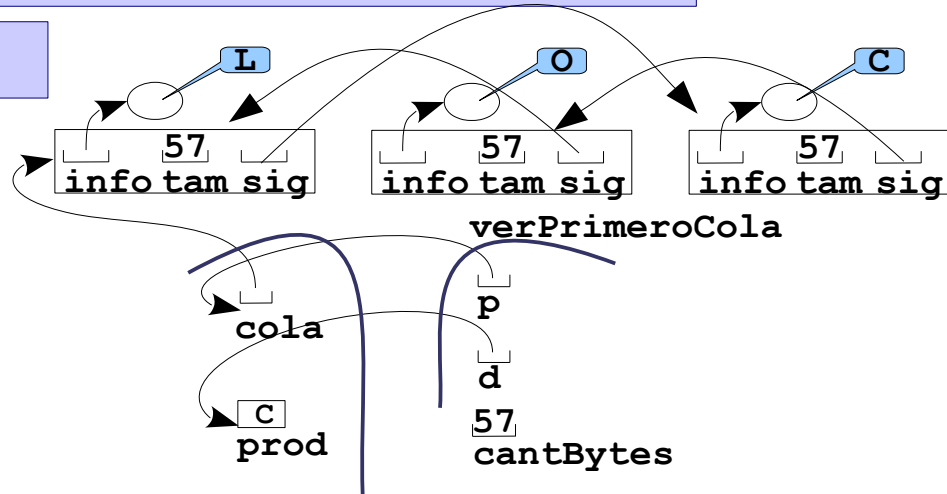 L O C
57 57 57
info tam sig info tam sig info tam sig
verPrimeroCola
p
cola
d
C
57
prod
cantBytes